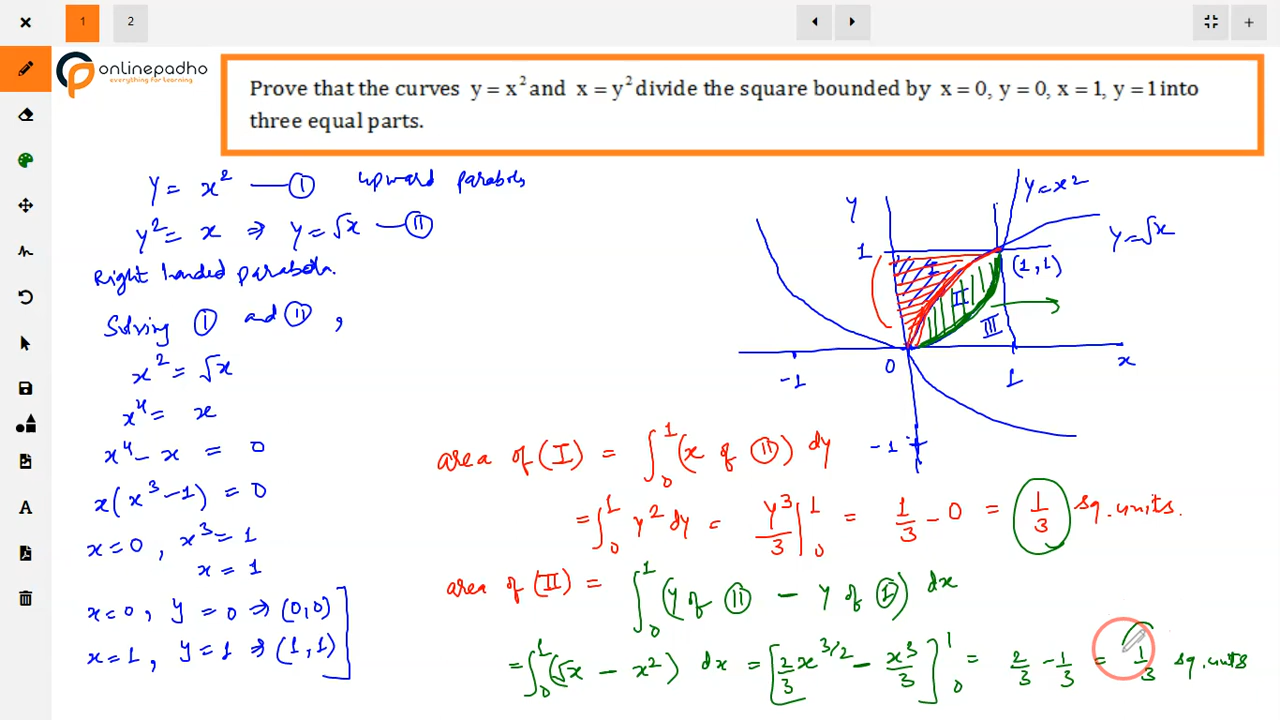 1
2
onlinepadho
everything for learning
Prove that the curves y = x² and x = y² divide the square bounded by x = 0, y = 0, x = 1, y = 1 into
three equal parts.
y = x² —① upward parabola
y² = x ⇒ y = √x —Ⅱ
Right handed parabola.
Solving Ⅰ and Ⅱ,
x² = √x
x⁴ = x
x⁴ - x = 0
x(x³ - 1) = 0
x = 0, x³ = 1
x = 1
x = 0, y = 0 ⇒ (0,0)
x = 1, y = 1 ⇒ (1,1)
y = x²
y
y = √x
1
I
(1,1)
II
III
0
-1
1
x
-1
area of (I) = ∫₀¹ (x of Ⅱ) dy
= ∫₀¹ y² dy = y³/3 |₀¹ = 1/3 - 0 = 1/3 sq. units.
area of (II) = ∫₀¹ (y of Ⅱ - y of Ⅰ) dx
= ∫₀¹ (√x - x²) dx = [2/3 x^3/2 - x³/3]₀¹ = 2/3 - 1/3 = 1/3 sq. units
A